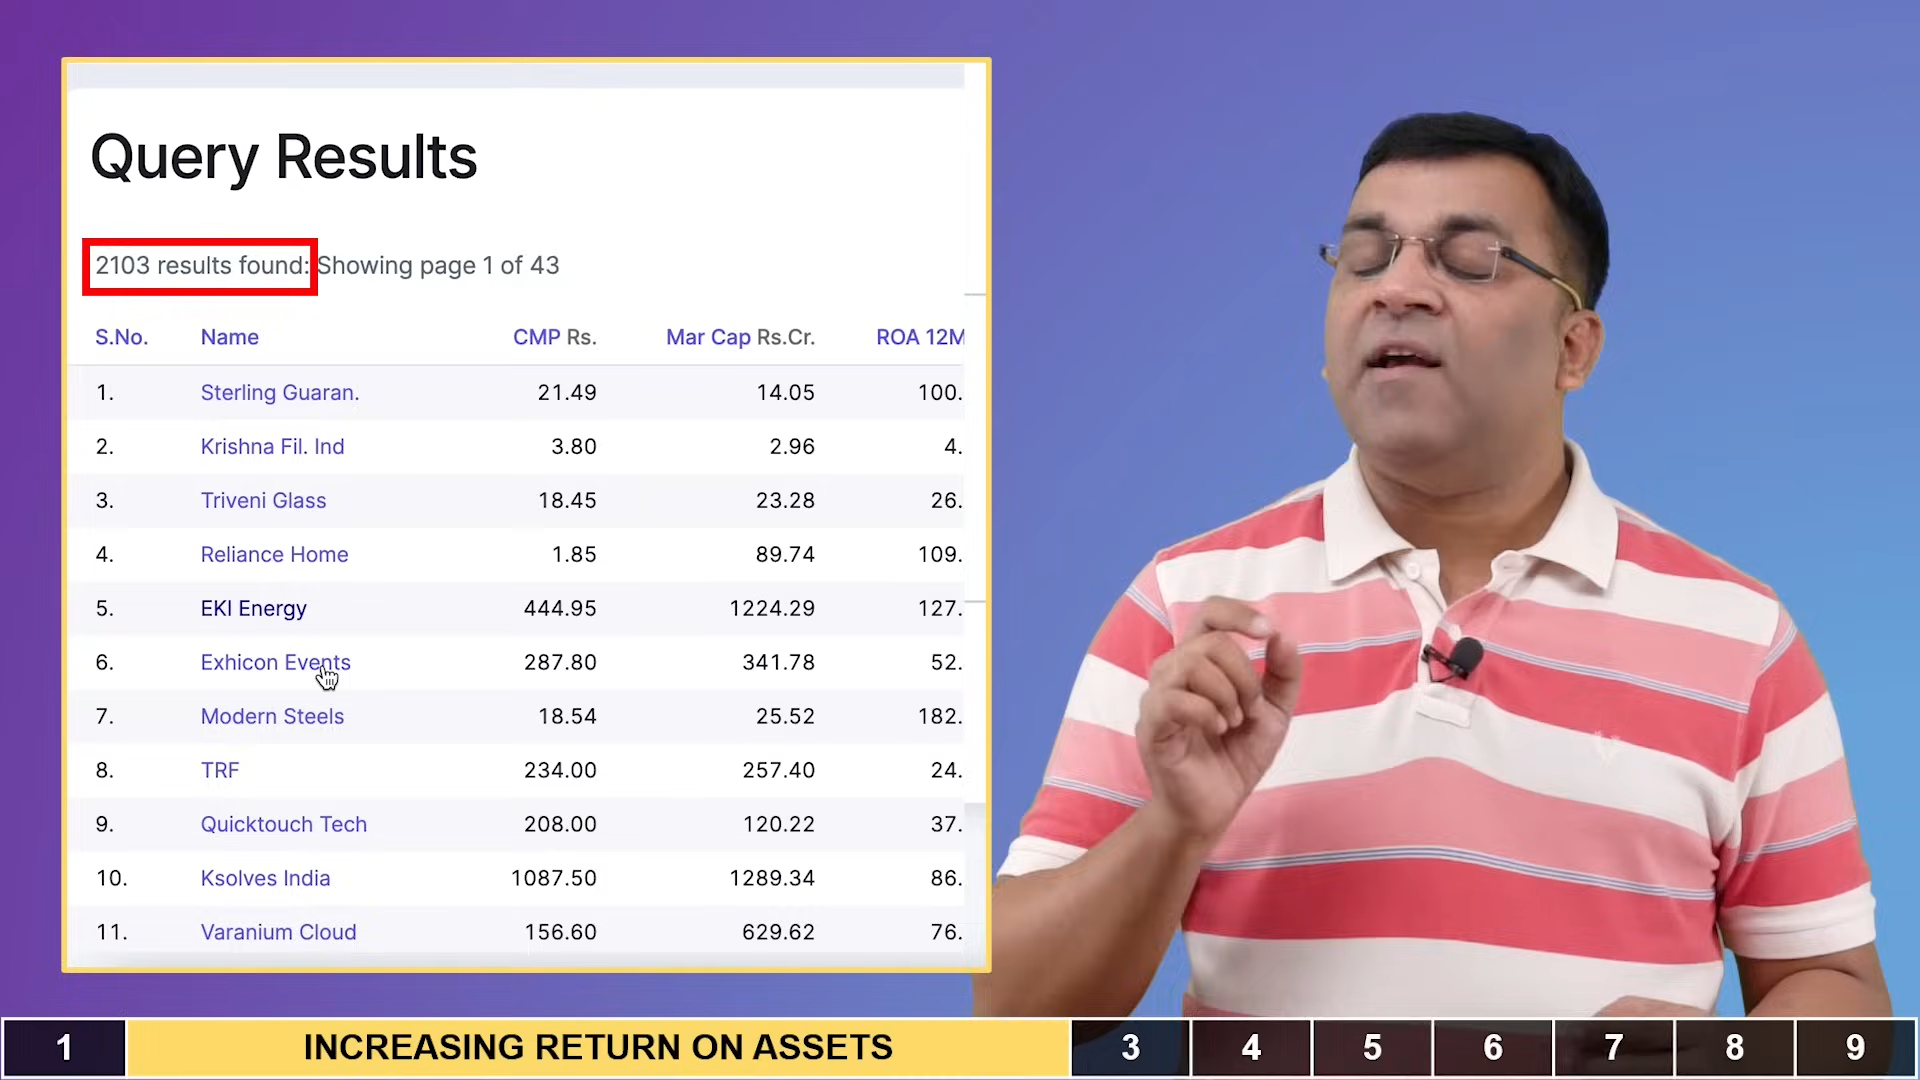 Query Results
2103 results found: Showing page 1 of 43
S.No. Name CMP Rs. Mar Cap Rs.Cr. ROA 12M
1. Sterling Guaran. 21.49 14.05 100.
2. Krishna Fil. Ind 3.80 2.96 4.
3. Triveni Glass 18.45 23.28 26.
4. Reliance Home 1.85 89.74 109.
5. EKI Energy 444.95 1224.29 127.
6. Exhicon Events 287.80 341.78 52.
7. Modern Steels 18.54 25.52 182.
8. TRF 234.00 257.40 24.
9. Quicktouch Tech 208.00 120.22 37.
10. Ksolves India 1087.50 1289.34 86.
11. Varanium Cloud 156.60 629.62 76.
1 INCREASING RETURN ON ASSETS 3 4 5 6 7 8 9